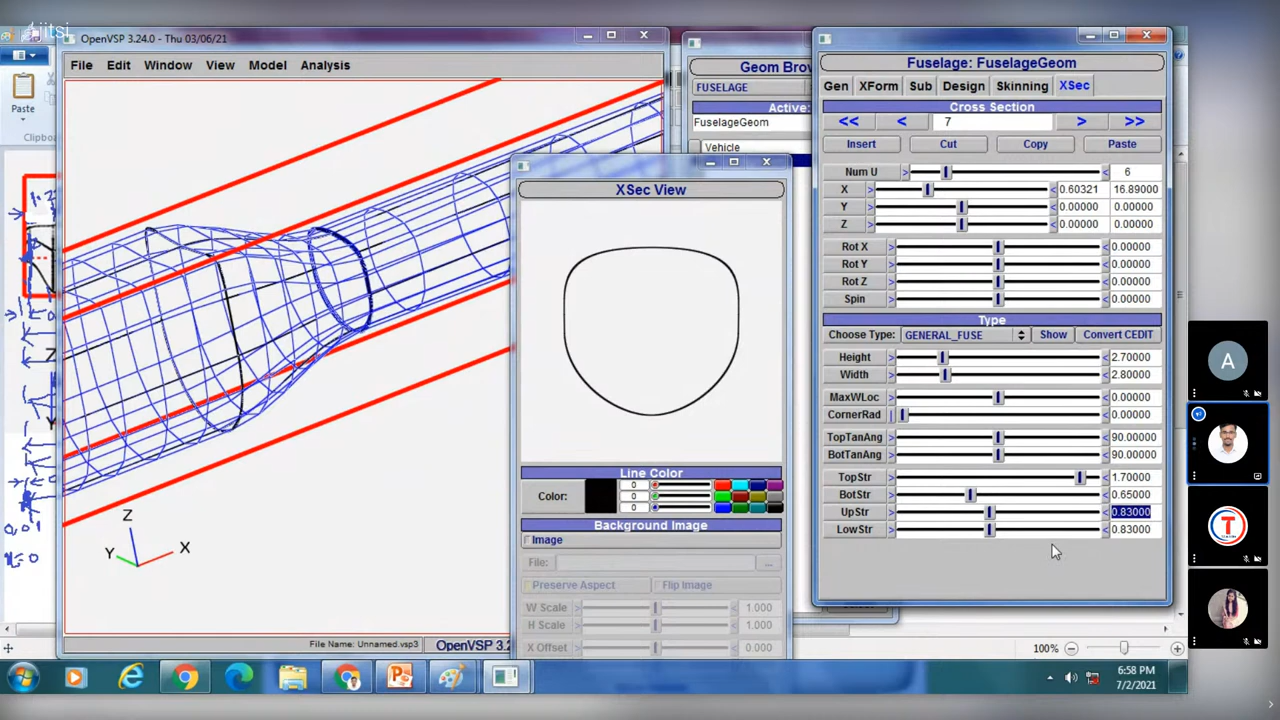 jitsi
OpenVSP 3.24.0 - Thu 03/06/21
File Edit Window View Model Analysis
Paste
Clipboa
Z
Y X
File Name: Unnamed.vsp3
OpenVSP 3.2
Geom Brow
FUSELAGE
Active:
FuselageGeom
Vehicle
XSec View
Line Color
Color:
0
0
0
Background Image
Image
File: ...
Preserve Aspect Flip Image
W Scale > < 1.000
H Scale > < 1.000
X Offset > < 0.000
Fuselage: FuselageGeom
Gen XForm Sub Design Skinning XSec
Cross Section
<< < 7 > >>
Insert Cut Copy Paste
Num U > < 6
X > < 0.60321 16.89000
Y > < 0.00000 0.00000
Z > < 0.00000 0.00000
Rot X > < 0.00000
Rot Y > < 0.00000
Rot Z > < 0.00000
Spin > < 0.00000
Type
Choose Type: GENERAL_FUSE Show Convert CEDIT
Height > < 2.70000
Width > < 2.80000
MaxWLoc > < 0.00000
CornerRad < 0.00000
TopTanAng > < 90.00000
BotTanAng > < 90.00000
TopStr > < 1.70000
BotStr > < 0.65000
UpStr > < 0.83000
LowStr > < 0.83000
A
T
100%
6:58 PM
7/2/2021